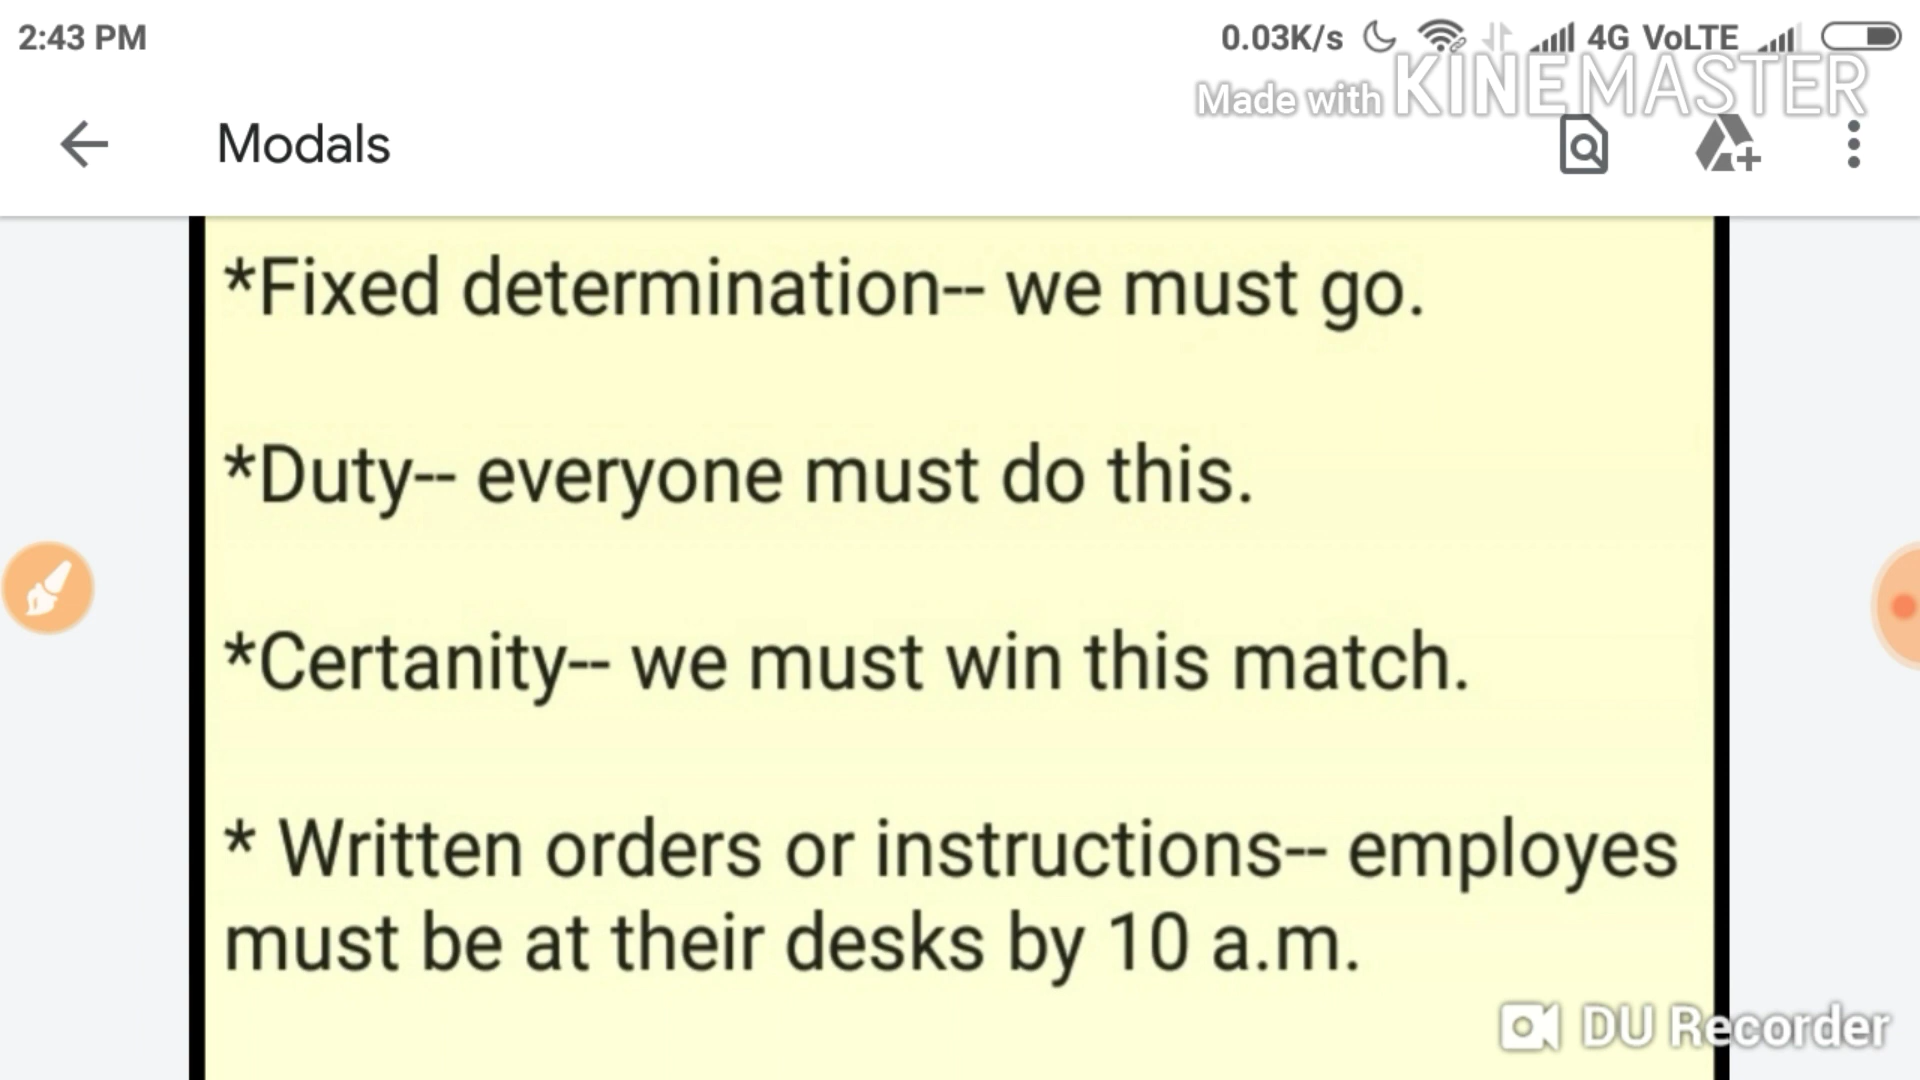 2:43 PM 0.03K/s 4G VoLTE
Made with KINEMASTER
Modals
*Fixed determination-- we must go.
*Duty-- everyone must do this.
*Certanity-- we must win this match.
* Written orders or instructions-- employes
must be at their desks by 10 a.m.
DU Recorder